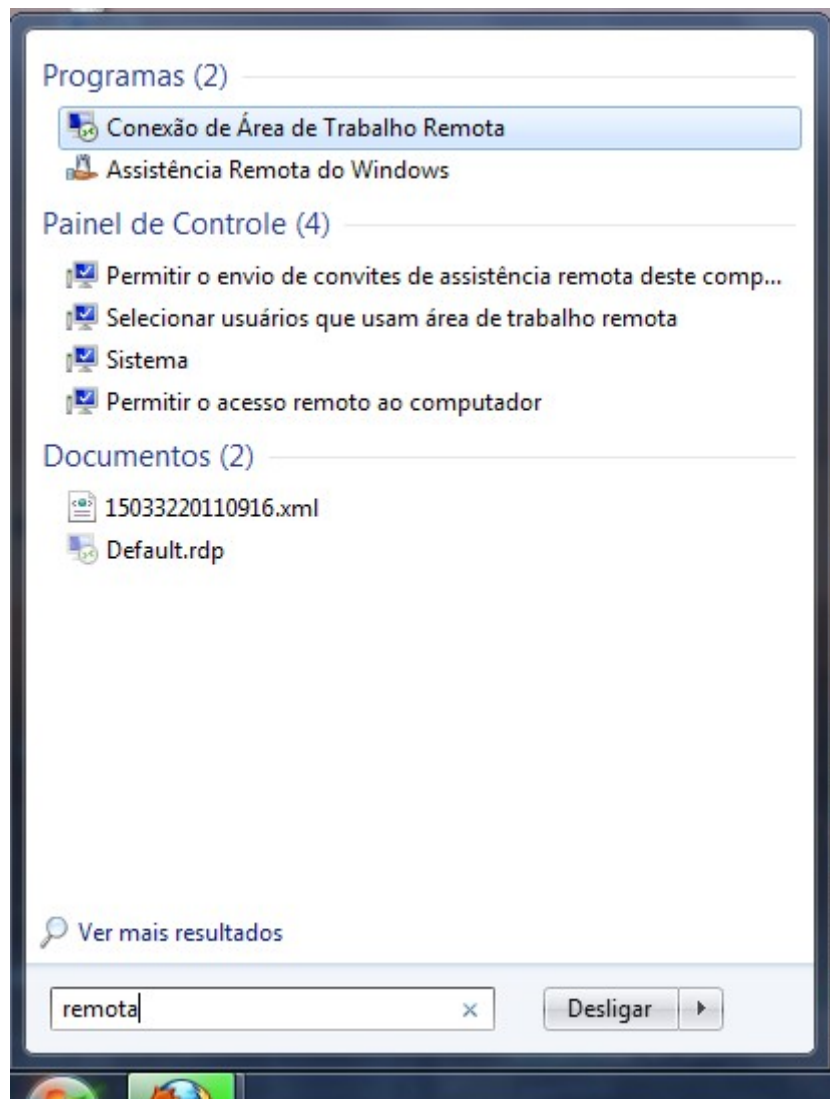 Programas (2)
Conexão de Área de Trabalho Remota
Assistência Remota do Windows
Painel de Controle (4)
Permitir o envio de convites de assistência remota deste comp...
Selecionar usuários que usam área de trabalho remota
Sistema
Permitir o acesso remoto ao computador
Documentos (2)
15033220110916.xml
Default.rdp
Ver mais resultados
remota Desligar